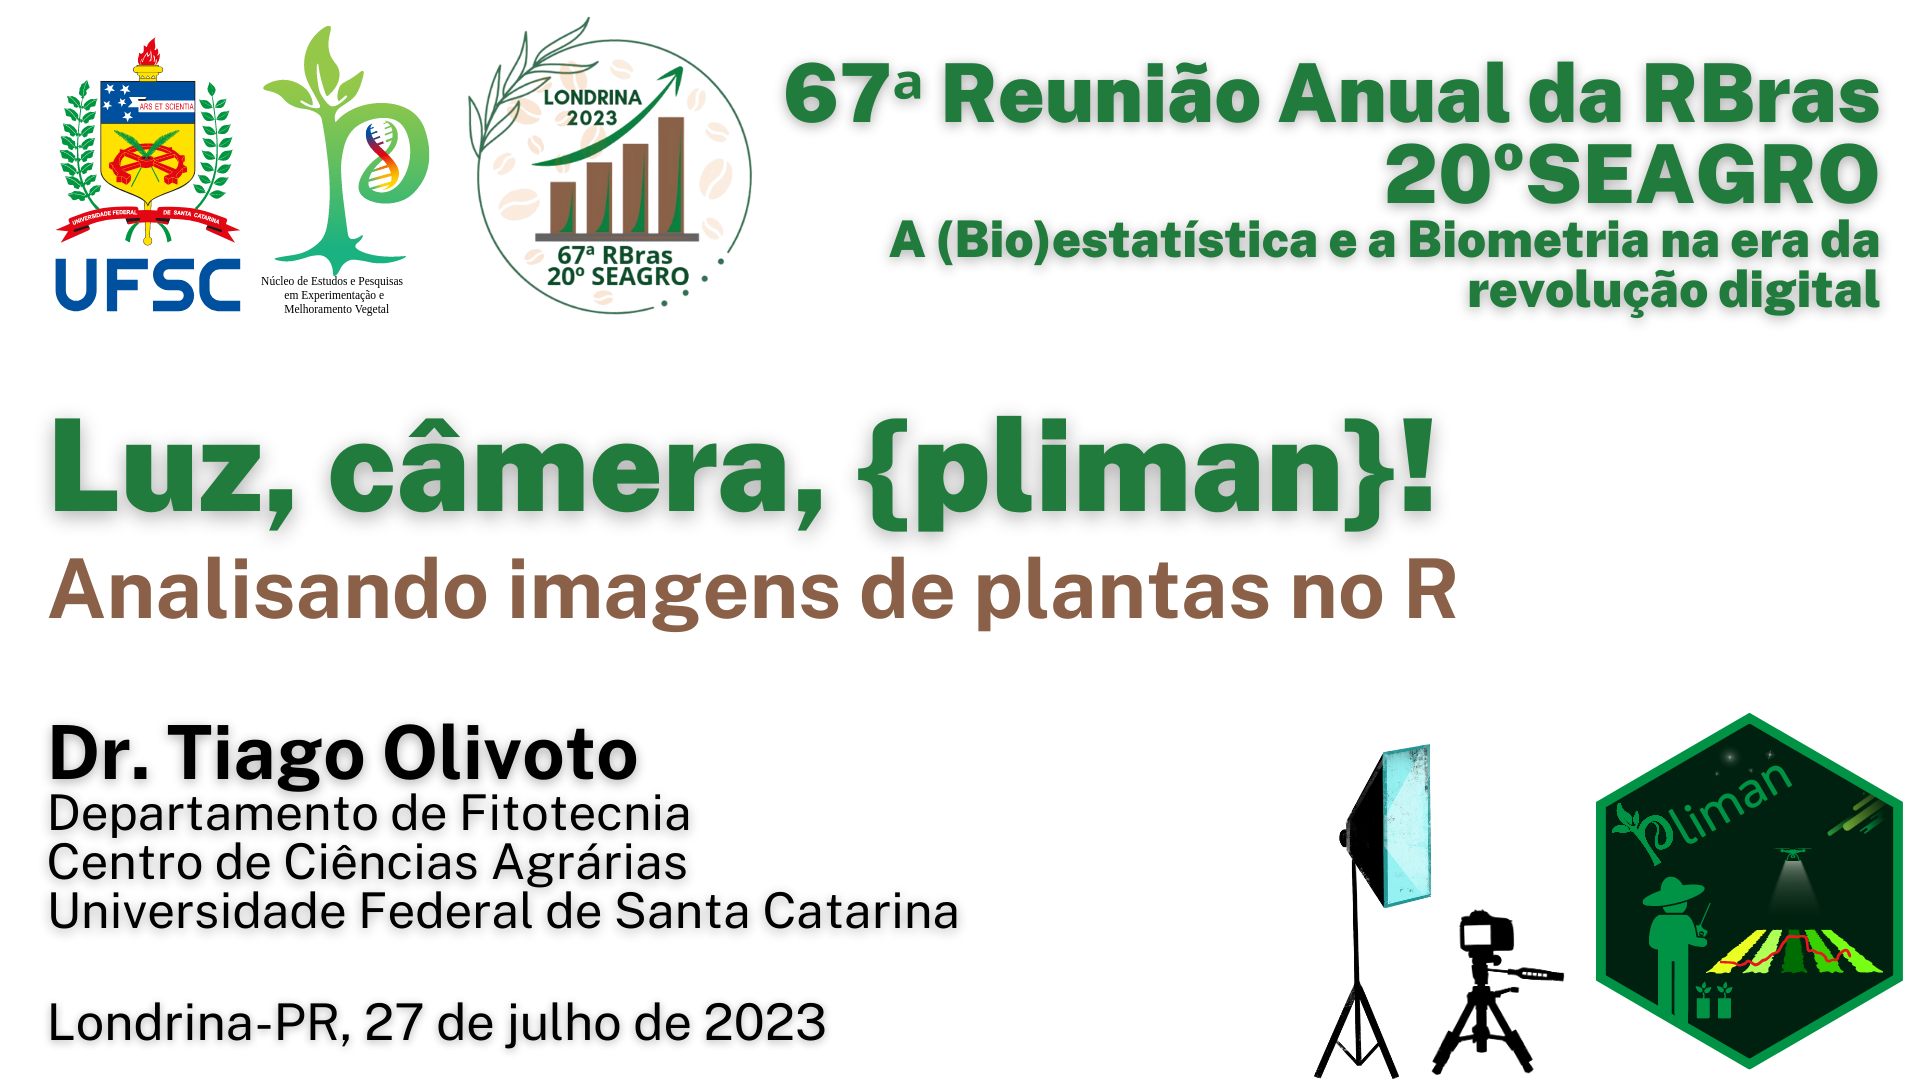 ARS ET SCIENTIA
UNIVERSIDADE FEDERAL DE SANTA CATARINA
UFSC
Núcleo de Estudos e Pesquisas
em Experimentação e
Melhoramento Vegetal
LONDRINA
2023
67ª RBras
20º SEAGRO
67ª Reunião Anual da RBras
20ºSEAGRO
A (Bio)estatística e a Biometria na era da
revolução digital
Luz, câmera, {pliman}!
Analisando imagens de plantas no R
Dr. Tiago Olivoto
Departamento de Fitotecnia
Centro de Ciências Agrárias
Universidade Federal de Santa Catarina
Londrina-PR, 27 de julho de 2023
pliman